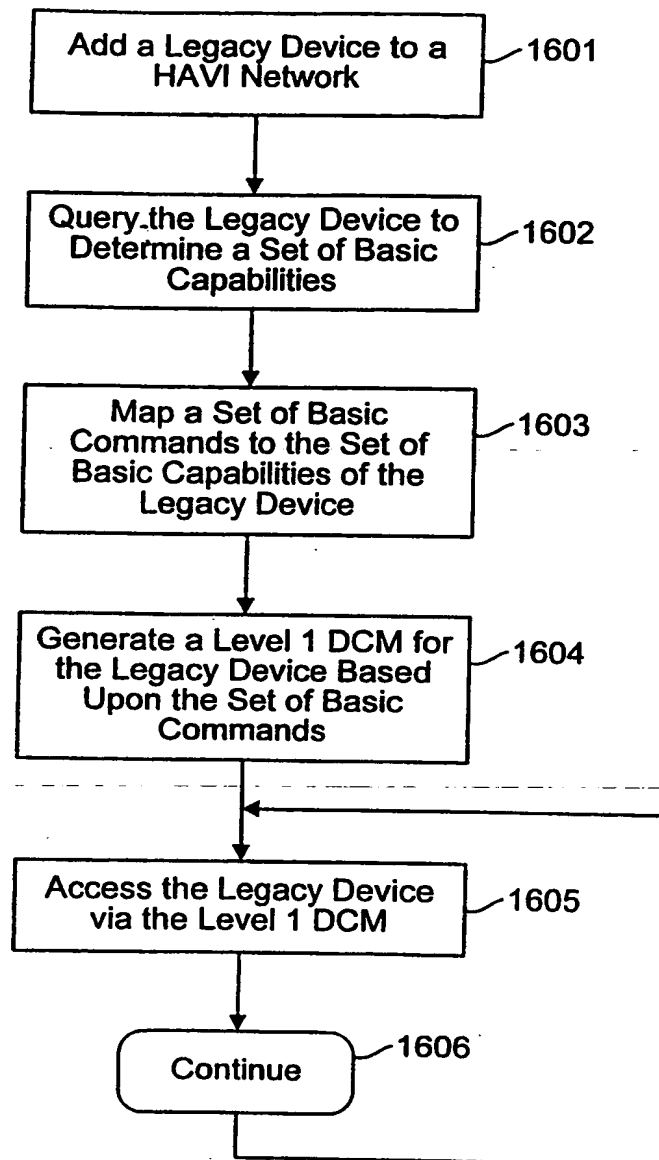 Add a Legacy Device to a
HAVI Network
1601
Query the Legacy Device to
Determine a Set of Basic
Capabilities
1602
Map a Set of Basic
Commands to the Set of
Basic Capabilities of the
Legacy Device
1603
Generate a Level 1 DCM for
the Legacy Device Based
Upon the Set of Basic
Commands
1604
Access the Legacy Device
via the Level 1 DCM
1605
Continue
1606